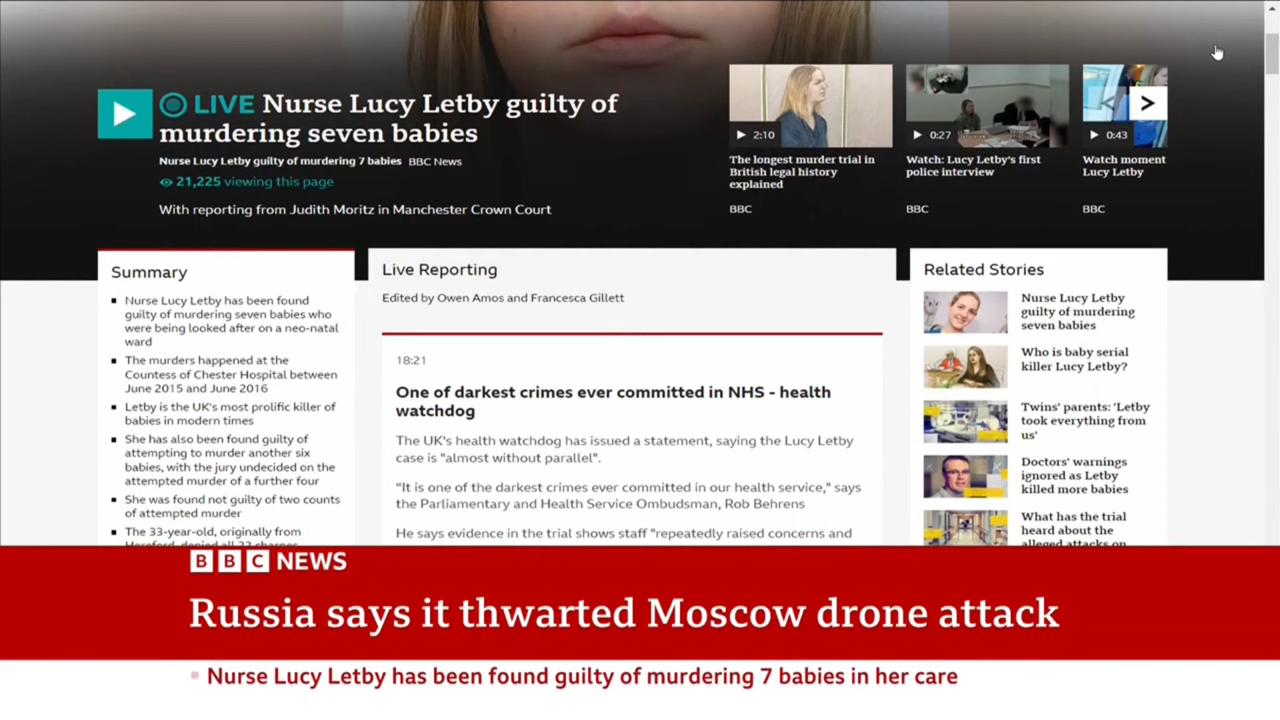 LIVE Nurse Lucy Letby guilty of
murdering seven babies
Nurse Lucy Letby guilty of murdering 7 babies BBC News
21,225 viewing this page
With reporting from Judith Moritz in Manchester Crown Court
2:10
The longest murder trial in
British legal history
explained
BBC
0:27
Watch: Lucy Letby's first
police interview
BBC
0:43
Watch moment
Lucy Letby
BBC
Summary
Nurse Lucy Letby has been found
guilty of murdering seven babies who
were being looked after on a neo-natal
ward
The murders happened at the
Countess of Chester Hospital between
June 2015 and June 2016
Letby is the UK's most prolific killer of
babies in modern times
She has also been found guilty of
attempting to murder another six
babies, with the jury undecided on the
attempted murder of a further four
She was found not guilty of two counts
of attempted murder
The 33-year-old, originally from
Hereford, denied all 22 charges
Live Reporting
Edited by Owen Amos and Francesca Gillett
18:21
One of darkest crimes ever committed in NHS - health
watchdog
The UK's health watchdog has issued a statement, saying the Lucy Letby
case is "almost without parallel".
"It is one of the darkest crimes ever committed in our health service," says
the Parliamentary and Health Service Ombudsman, Rob Behrens
He says evidence in the trial shows staff "repeatedly raised concerns and
Related Stories
Nurse Lucy Letby
guilty of murdering
seven babies
Who is baby serial
killer Lucy Letby?
Twins' parents: 'Letby
took everything from
us'
Doctors' warnings
ignored as Letby
killed more babies
What has the trial
heard about the
alleged attacks on
BBC NEWS
Russia says it thwarted Moscow drone attack
Nurse Lucy Letby has been found guilty of murdering 7 babies in her care